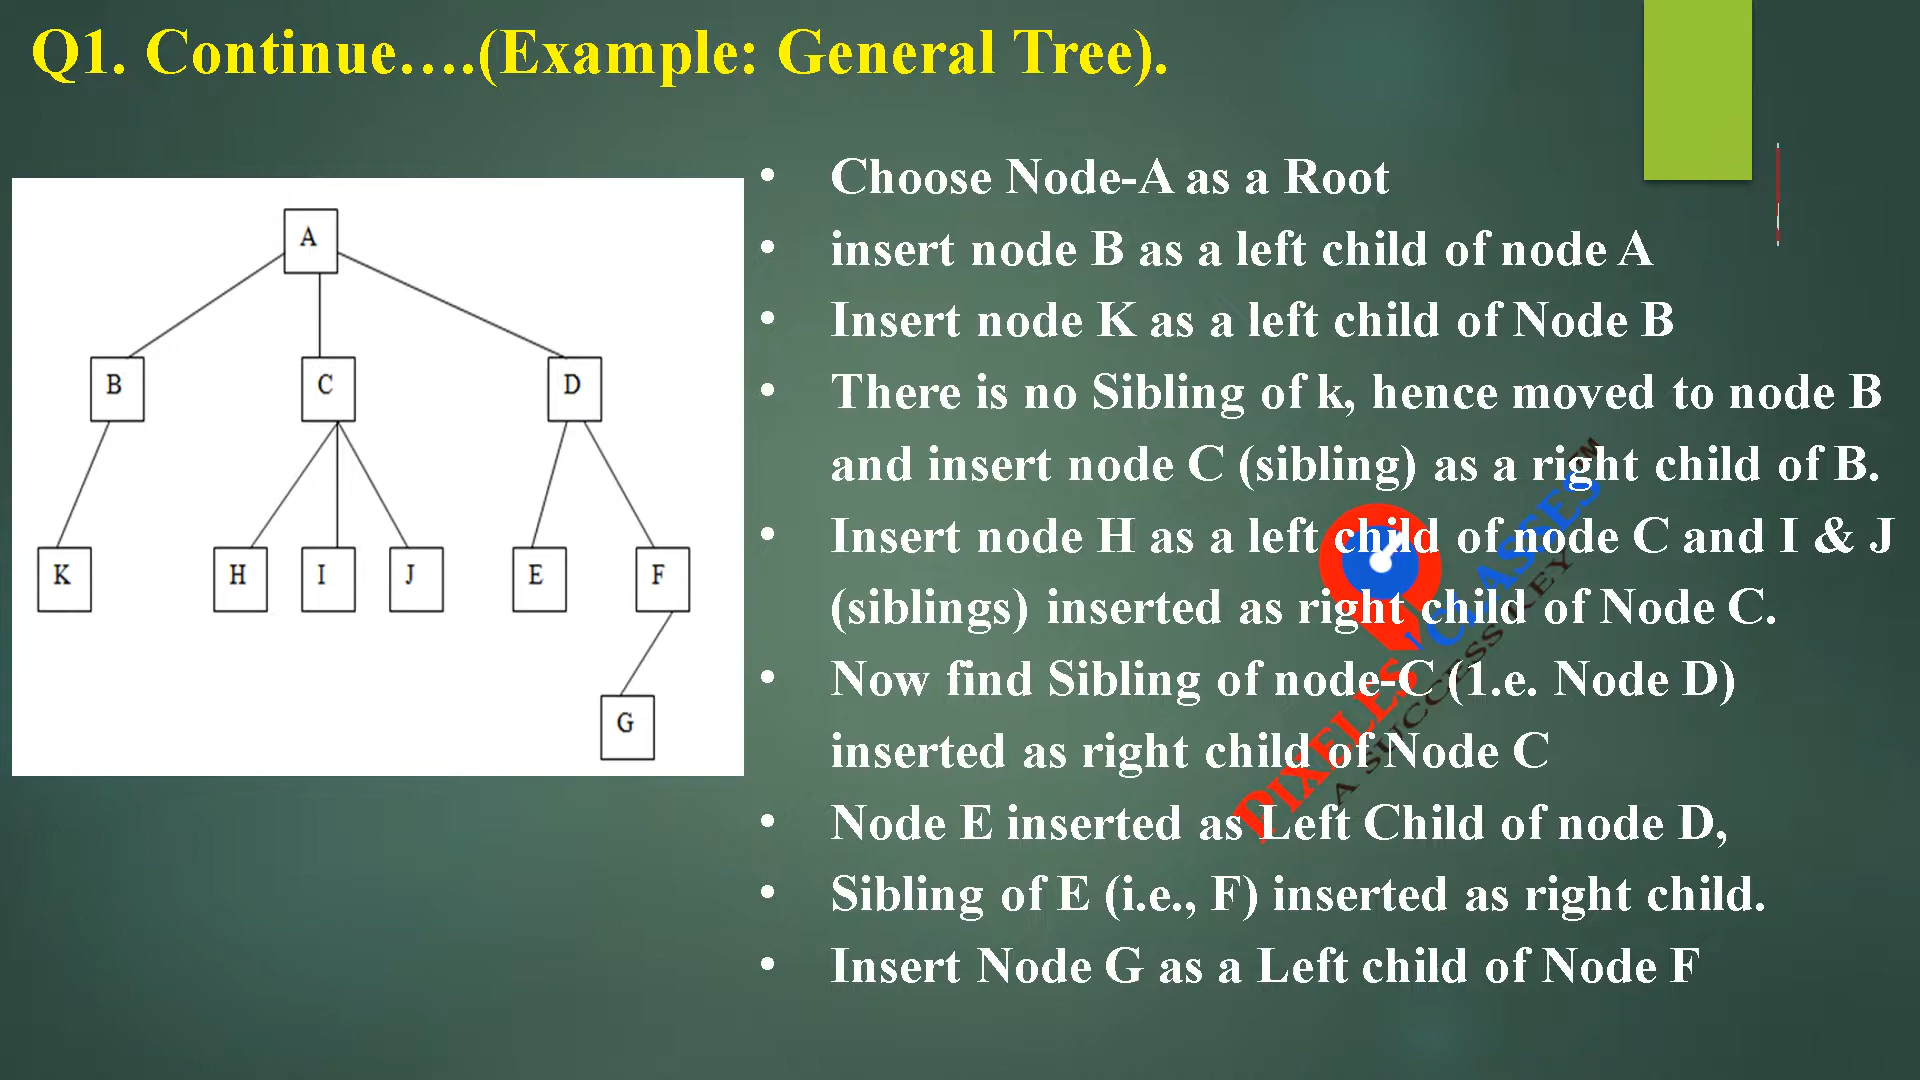 Q1. Continue….(Example: General Tree).
A
B C D
K H I J E F
G
• Choose Node-A as a Root
• insert node B as a left child of node A
• Insert node K as a left child of Node B
• There is no Sibling of k, hence moved to node B
and insert node C (sibling) as a right child of B.
• Insert node H as a left child of node C and I & J
(siblings) inserted as right child of Node C.
• Now find Sibling of node-C (1.e. Node D)
inserted as right child of Node C
• Node E inserted as Left Child of node D,
• Sibling of E (i.e., F) inserted as right child.
• Insert Node G as a Left child of Node F
PIXELES CLASSES™
A SUCCESS KEY